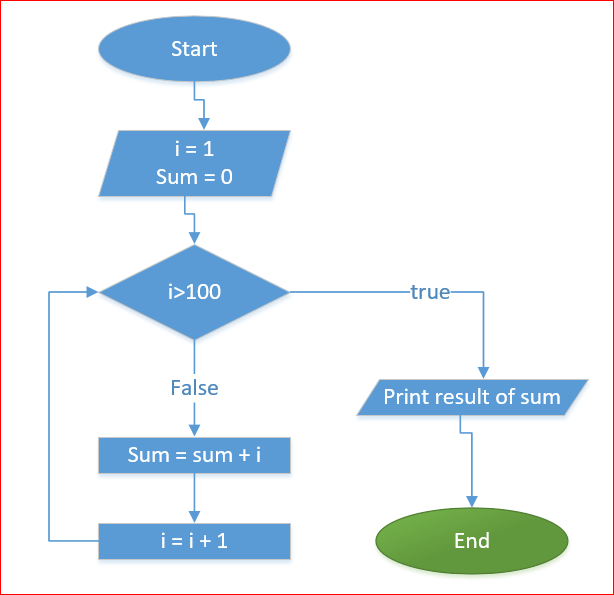 Start
i = 1
Sum = 0
i>100
true
False
Print result of sum
Sum = sum + i
i = i + 1
End